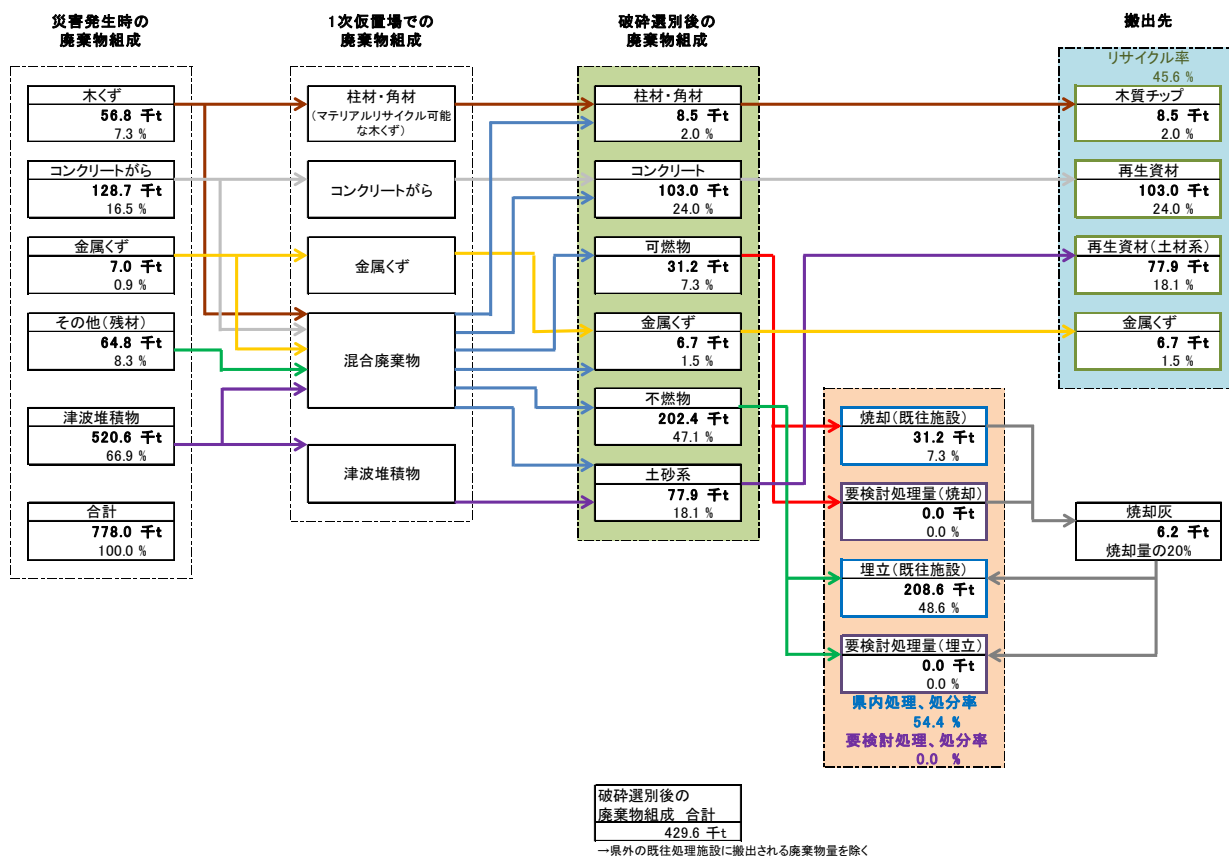 災害発生時の
廃棄物組成
木くず
56.8 千t
7.3 %
コンクリートがら
128.7 千t
16.5 %
金属くず
7.0 千t
0.9 %
その他(残材)
64.8 千t
8.3 %
津波堆積物
520.6 千t
66.9 %
合計
778.0 千t
100.0 %
1次仮置場での
廃棄物組成
柱材・角材
(マテリアルリサイクル可能
な木くず)
コンクリートがら
金属くず
混合廃棄物
津波堆積物
破砕選別後の
廃棄物組成
柱材・角材
8.5 千t
2.0 %
コンクリート
103.0 千t
24.0 %
可燃物
31.2 千t
7.3 %
金属くず
6.7 千t
1.5 %
不燃物
202.4 千t
47.1 %
土砂系
77.9 千t
18.1 %
搬出先
リサイクル率
45.6 %
木質チップ
8.5 千t
2.0 %
再生資材
103.0 千t
24.0 %
再生資材(土材系)
77.9 千t
18.1 %
金属くず
6.7 千t
1.5 %
焼却(既往施設)
31.2 千t
7.3 %
要検討処理量(焼却)
0.0 千t
0.0 %
埋立(既往施設)
208.6 千t
48.6 %
要検討処理量(埋立)
0.0 千t
0.0 %
県内処理、処分率
54.4 %
要検討処理、処分率
0.0 %
焼却灰
6.2 千t
焼却量の20%
破砕選別後の
廃棄物組成 合計
429.6 千t
→県外の既往処理施設に搬出される廃棄物量を除く